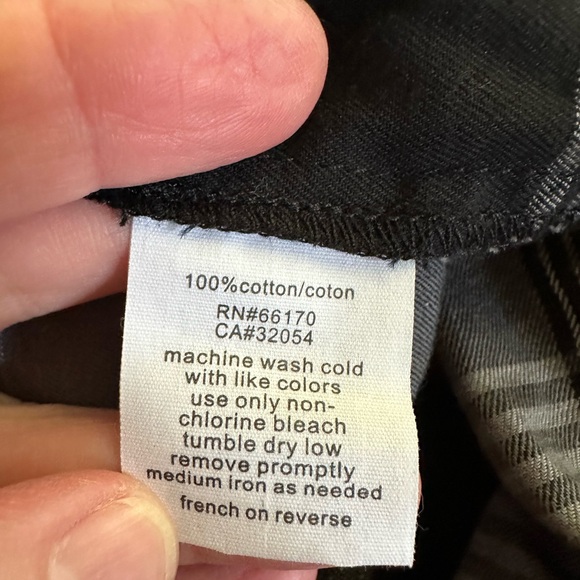 100%cotton/coton
RN#66170
CA#32054
machine wash cold
with like colors
use only non-
chlorine bleach
tumble dry low
remove promptly
medium iron as needed
french on reverse